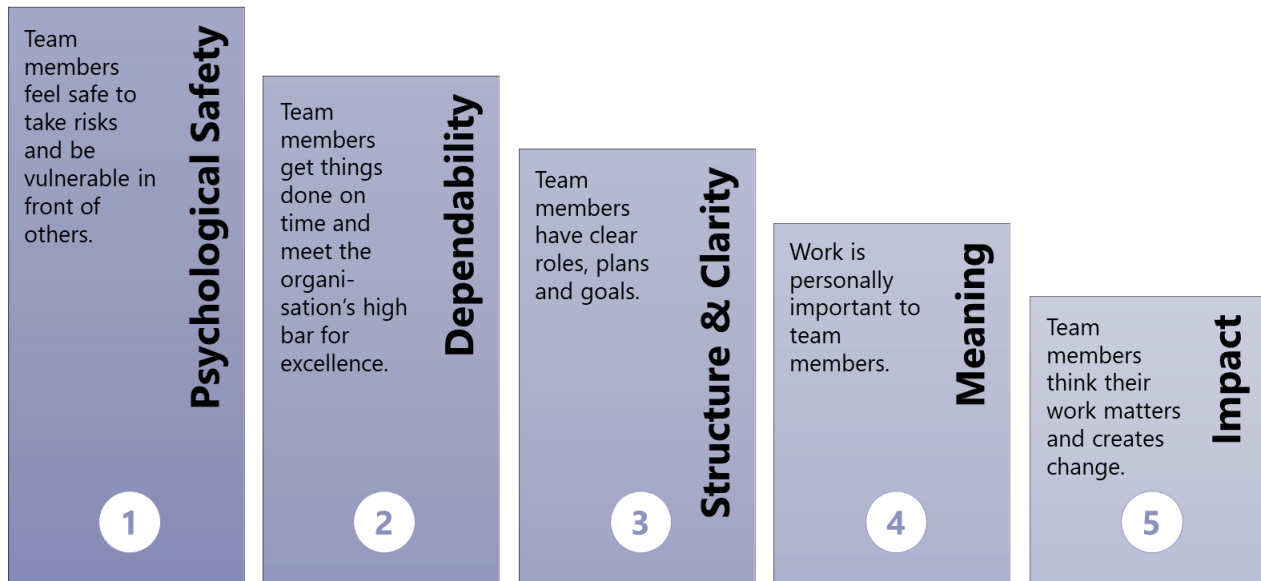 Team
members
feel safe to
take risks
and be
vulnerable in
front of
others.
Psychological Safety
1
Team
members
get things
done on
time and
meet the
organi-
sation‘s high
bar for
excellence.
Dependability
2
Team
members
have clear
roles, plans
and goals.
Structure & Clarity
3
Work is
personally
important to
team
members.
Meaning
4
Team
members
think their
work matters
and creates
change.
Impact
5